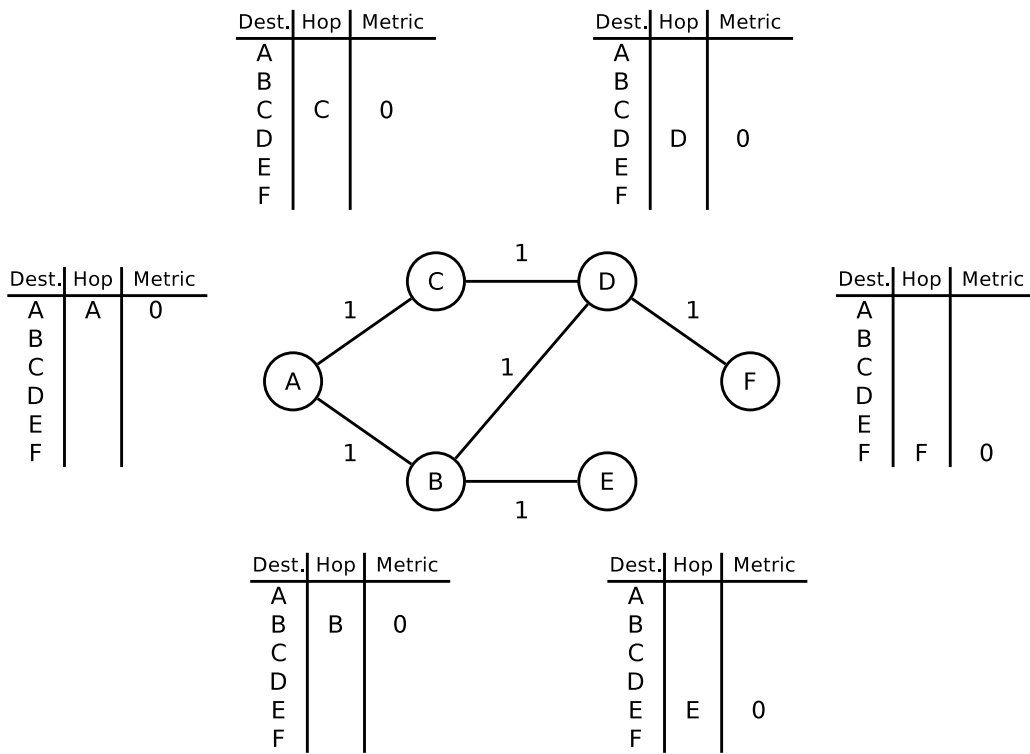 Dest. Hop Metric
A
B
C C 0
D
E
F
Dest. Hop Metric
A
B
C
D D 0
E
F
Dest. Hop Metric
A A 0
B
C
D
E
F
1
C
D
1
1
1
A
F
1
B
E
1
Dest. Hop Metric
A
B
C
D
E
F F 0
Dest. Hop Metric
A
B B 0
C
D
E
F
Dest. Hop Metric
A
B
C
D
E E 0
F